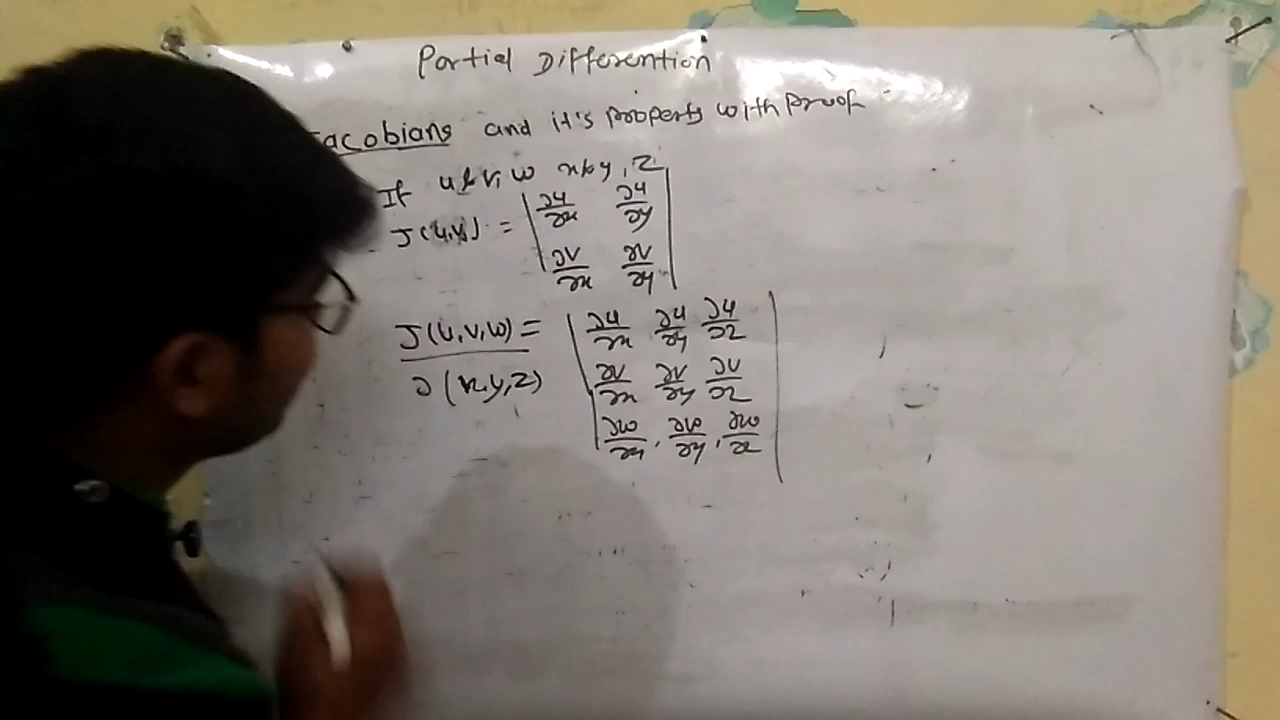 Partial Differention
Jacobians and it's property with proof
If u & v, w x & y, z
J(u,v) = | ∂u/∂x ∂u/∂y |
| ∂v/∂x ∂v/∂y |
J(u,v,w) = | ∂u/∂x ∂u/∂y ∂u/∂z |
∂(x,y,z) | ∂v/∂x ∂v/∂y ∂v/∂z |
| ∂w/∂x, ∂w/∂y, ∂w/∂z |